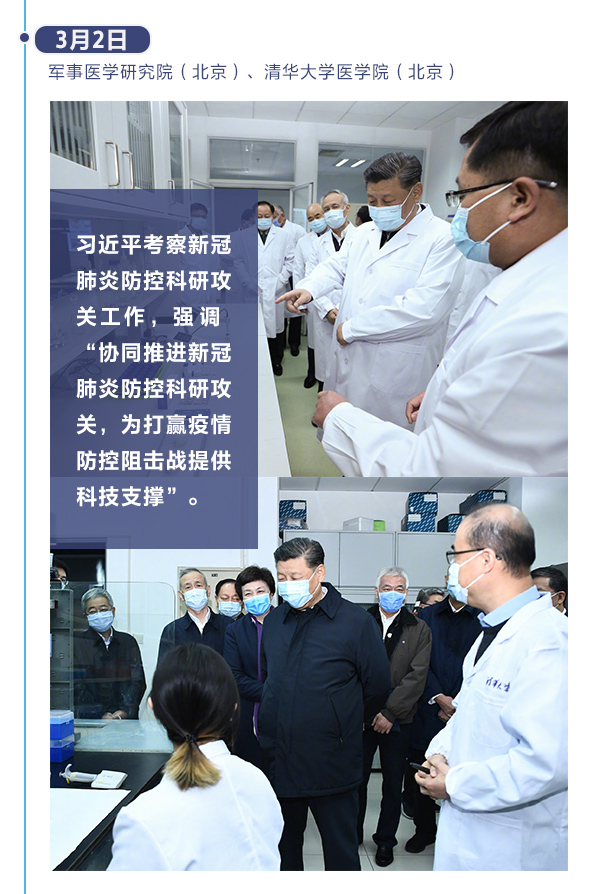 3月2日
军事医学研究院（北京）、清华大学医学院（北京）
习近平考察新冠
肺炎防控科研攻
关工作，强调
“协同推进新冠
肺炎防控科研攻
关，为打赢疫情
防控阻击战提供
科技支撑”。